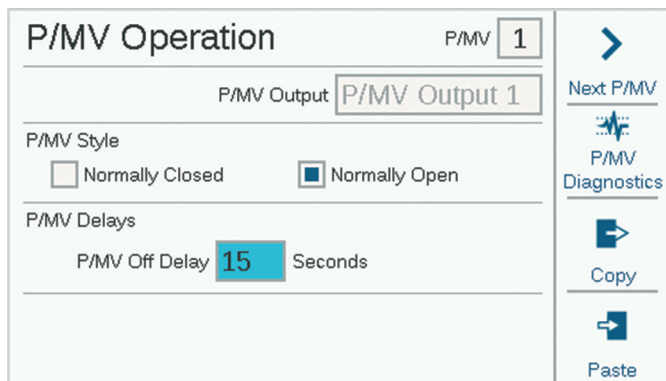 P/MV Operation
P/MV 1
Next P/MV
P/MV Output P/MV Output 1
P/MV Style
Normally Closed Normally Open
P/MV
Diagnostics
P/MV Delays
P/MV Off Delay 15 Seconds
Copy
Paste